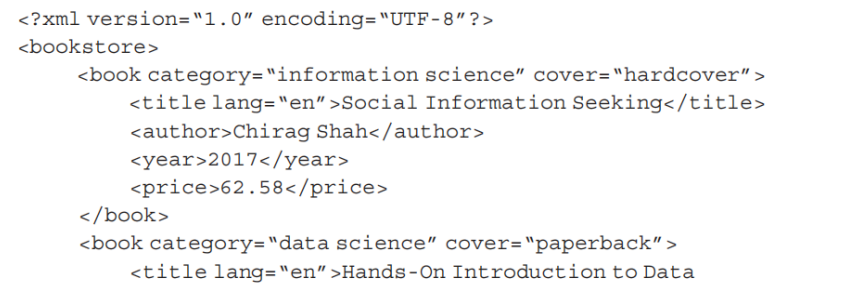 <?xml version=“1.0” encoding=“UTF-8”?>
<bookstore>
<book category=“information science” cover=“hardcover”>
<title lang=“en”>Social Information Seeking</title>
<author>Chirag Shah</author>
<year>2017</year>
<price>62.58</price>
</book>
<book category=“data science” cover=“paperback”>
<title lang=“en”>Hands-On Introduction to Data